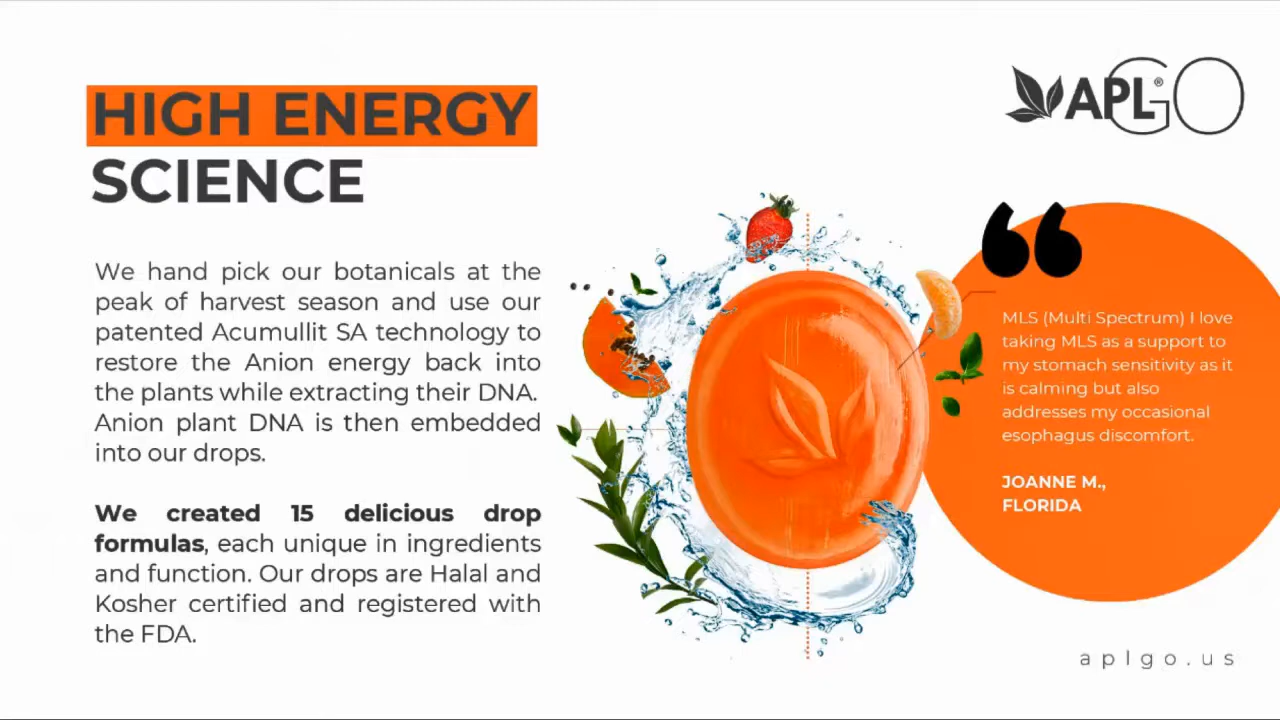 HIGH ENERGY
SCIENCE
We hand pick our botanicals at the
peak of harvest season and use our
patented Acumullit SA technology to
restore the Anion energy back into
the plants while extracting their DNA.
Anion plant DNA is then embedded
into our drops.
We created 15 delicious drop
formulas, each unique in ingredients
and function. Our drops are Halal and
Kosher certified and registered with
the FDA.
APL® GO
MLS (Multi Spectrum) I love
taking MLS as a support to
my stomach sensitivity as it
is calming but also
addresses my occasional
esophagus discomfort.
JOANNE M.,
FLORIDA
aplgo.us